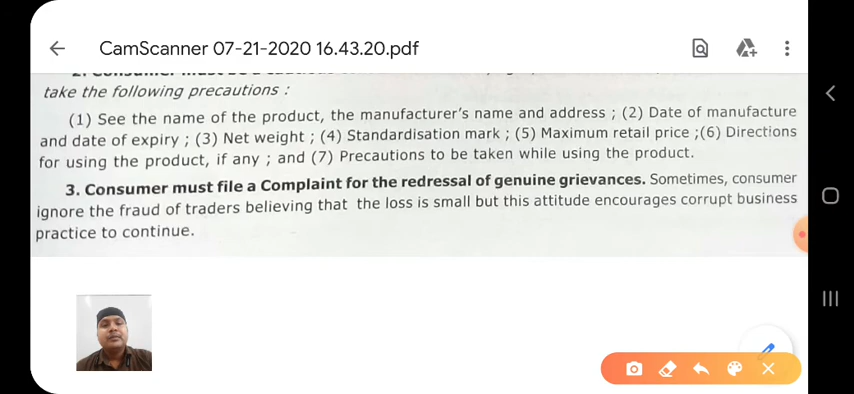 CamScanner 07-21-2020 16.43.20.pdf
take the following precautions :
(1) See the name of the product, the manufacturer's name and address ; (2) Date of manufacture
and date of expiry ; (3) Net weight ; (4) Standardisation mark ; (5) Maximum retail price ;(6) Directions
for using the product, if any ; and (7) Precautions to be taken while using the product.
3. Consumer must file a Complaint for the redressal of genuine grievances. Sometimes, consumer
ignore the fraud of traders believing that the loss is small but this attitude encourages corrupt business
practice to continue.